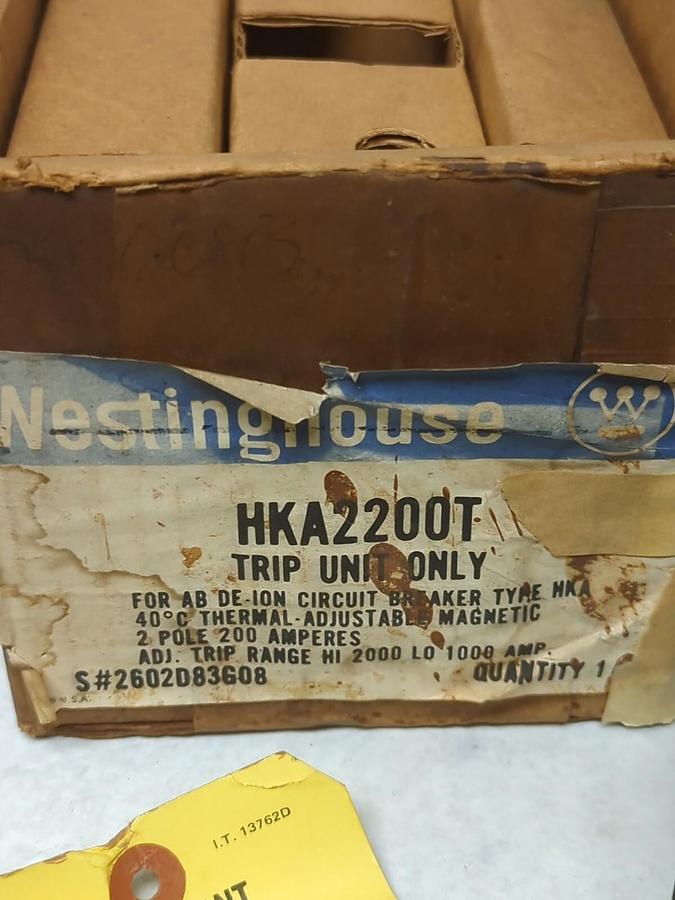 Westinghouse
HKA2200T
TRIP UNIT ONLY
FOR AB DE-ION CIRCUIT BREAKER TYPE HKA
40°C THERMAL-ADJUSTABLE MAGNETIC
2 POLE 200 AMPERES
ADJ. TRIP RANGE HI 2000 LO 1000 AMP.
S#2602D83G08 QUANTITY 1
U.S.A.
I.T. 13762D